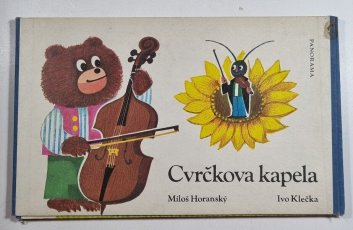 PANORAMA
Cvrčkova kapela
Miloš Horanský Ivo Klečka